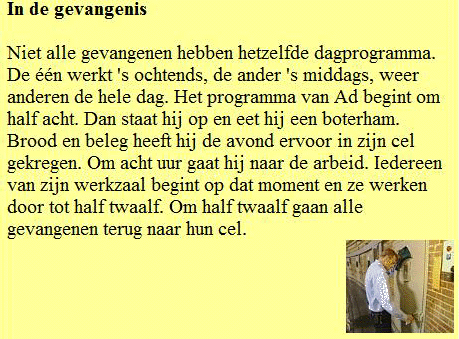 In de gevangenis
Niet alle gevangenen hebben hetzelfde dagprogramma.
De één werkt 's ochtends, de ander 's middags, weer
anderen de hele dag. Het programma van Ad begint om
half acht. Dan staat hij op en eet hij een boterham.
Brood en beleg heeft hij de avond ervoor in zijn cel
gekregen. Om acht uur gaat hij naar de arbeid. Iedereen
van zijn werkzaal begint op dat moment en ze werken
door tot half twaalf. Om half twaalf gaan alle
gevangenen terug naar hun cel.